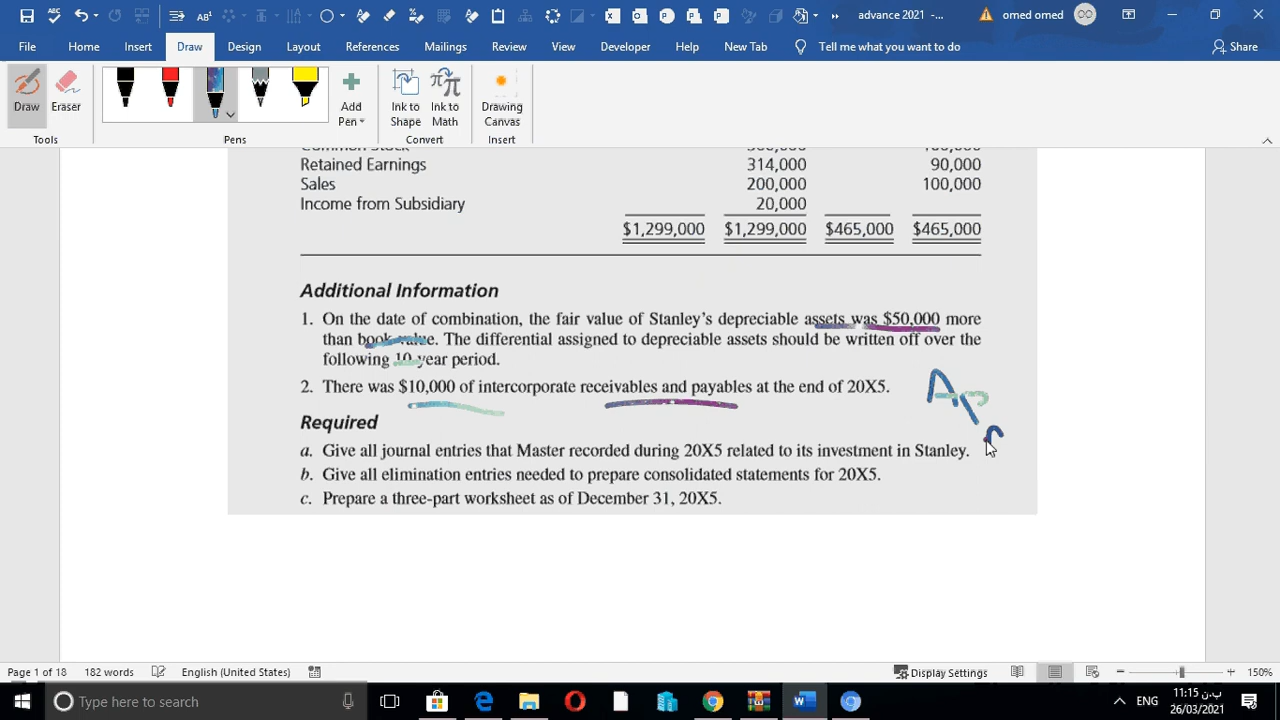 advance 2021 -...
omed omed
OO
File
Home
Insert
Draw
Design
Layout
References
Mailings
Review
View
Developer
Help
New Tab
Tell me what you want to do
Share
Draw
Eraser
Add Pen
Ink to Shape
Ink to Math
Drawing Canvas
Tools
Pens
Convert
Insert
Common Stock
Retained Earnings 314,000 90,000
Sales 200,000 100,000
Income from Subsidiary 20,000
$1,299,000 $1,299,000 $465,000 $465,000
Additional Information
1. On the date of combination, the fair value of Stanley's depreciable assets was $50,000 more
than book value. The differential assigned to depreciable assets should be written off over the
following 10-year period.
2. There was $10,000 of intercorporate receivables and payables at the end of 20X5.
Required
a. Give all journal entries that Master recorded during 20X5 related to its investment in Stanley.
b. Give all elimination entries needed to prepare consolidated statements for 20X5.
c. Prepare a three-part worksheet as of December 31, 20X5.
Page 1 of 18
182 words
English (United States)
Display Settings
150%
Type here to search
ENG
11:15 ب.ن
26/03/2021